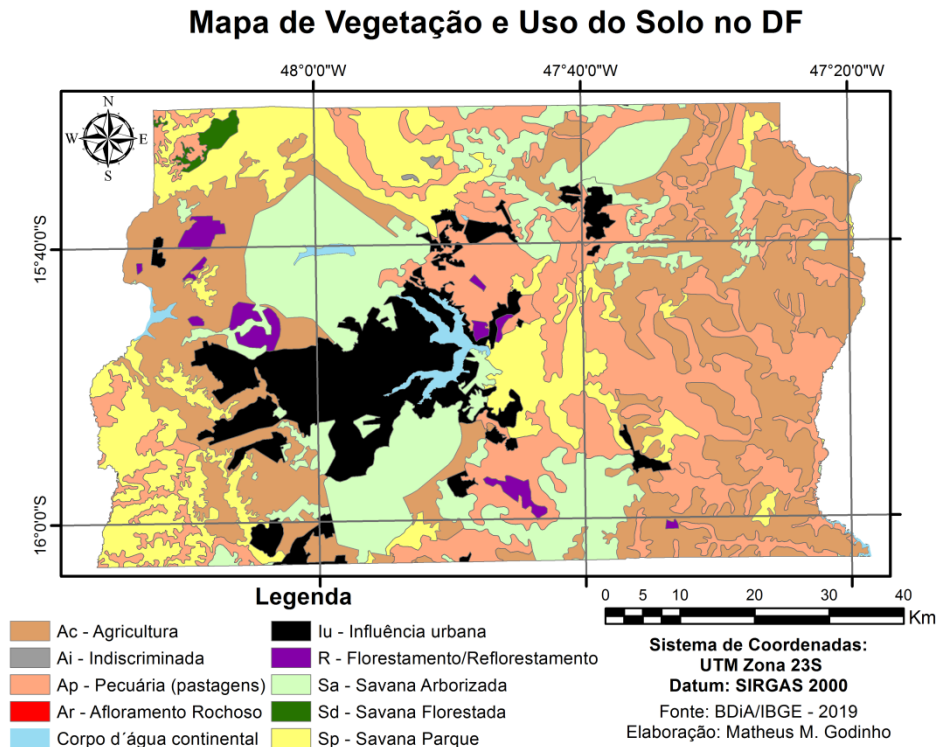 Mapa de Vegetação e Uso do Solo no DF
48°0'0"W
47°40'0"W
47°20'0"W
N
W E
S
15°40'0"S
16°0'0"S
Legenda
Ac - Agricultura
Ai - Indiscriminada
Ap - Pecuária (pastagens)
Ar - Afloramento Rochoso
Corpo d´água continental
Iu - Influência urbana
R - Florestamento/Reflorestamento
Sa - Savana Arborizada
Sd - Savana Florestada
Sp - Savana Parque
0 5 10 20 30 40
Km
Sistema de Coordenadas:
UTM Zona 23S
Datum: SIRGAS 2000
Fonte: BDiA/IBGE - 2019
Elaboração: Matheus M. Godinho